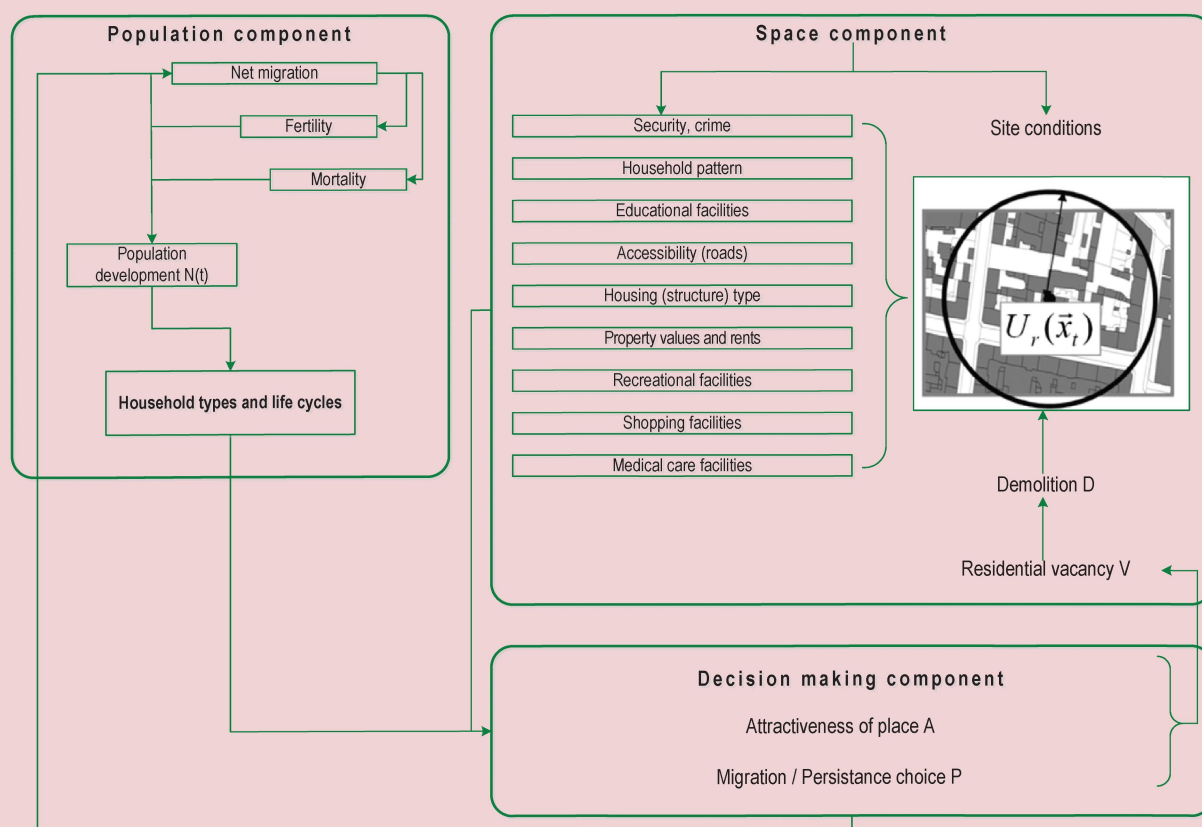 Population component
Net migration
Fertility
Mortality
Population
development N(t)
Household types and life cycles
Space component
Security, crime
Household pattern
Educational facilities
Accessibility (roads)
Housing (structure) type
Property values and rents
Recreational facilities
Shopping facilities
Medical care facilities
Site conditions
U_r(\vec{x}_t)
Demolition D
Residential vacancy V
Decision making component
Attractiveness of place A
Migration / Persistance choice P